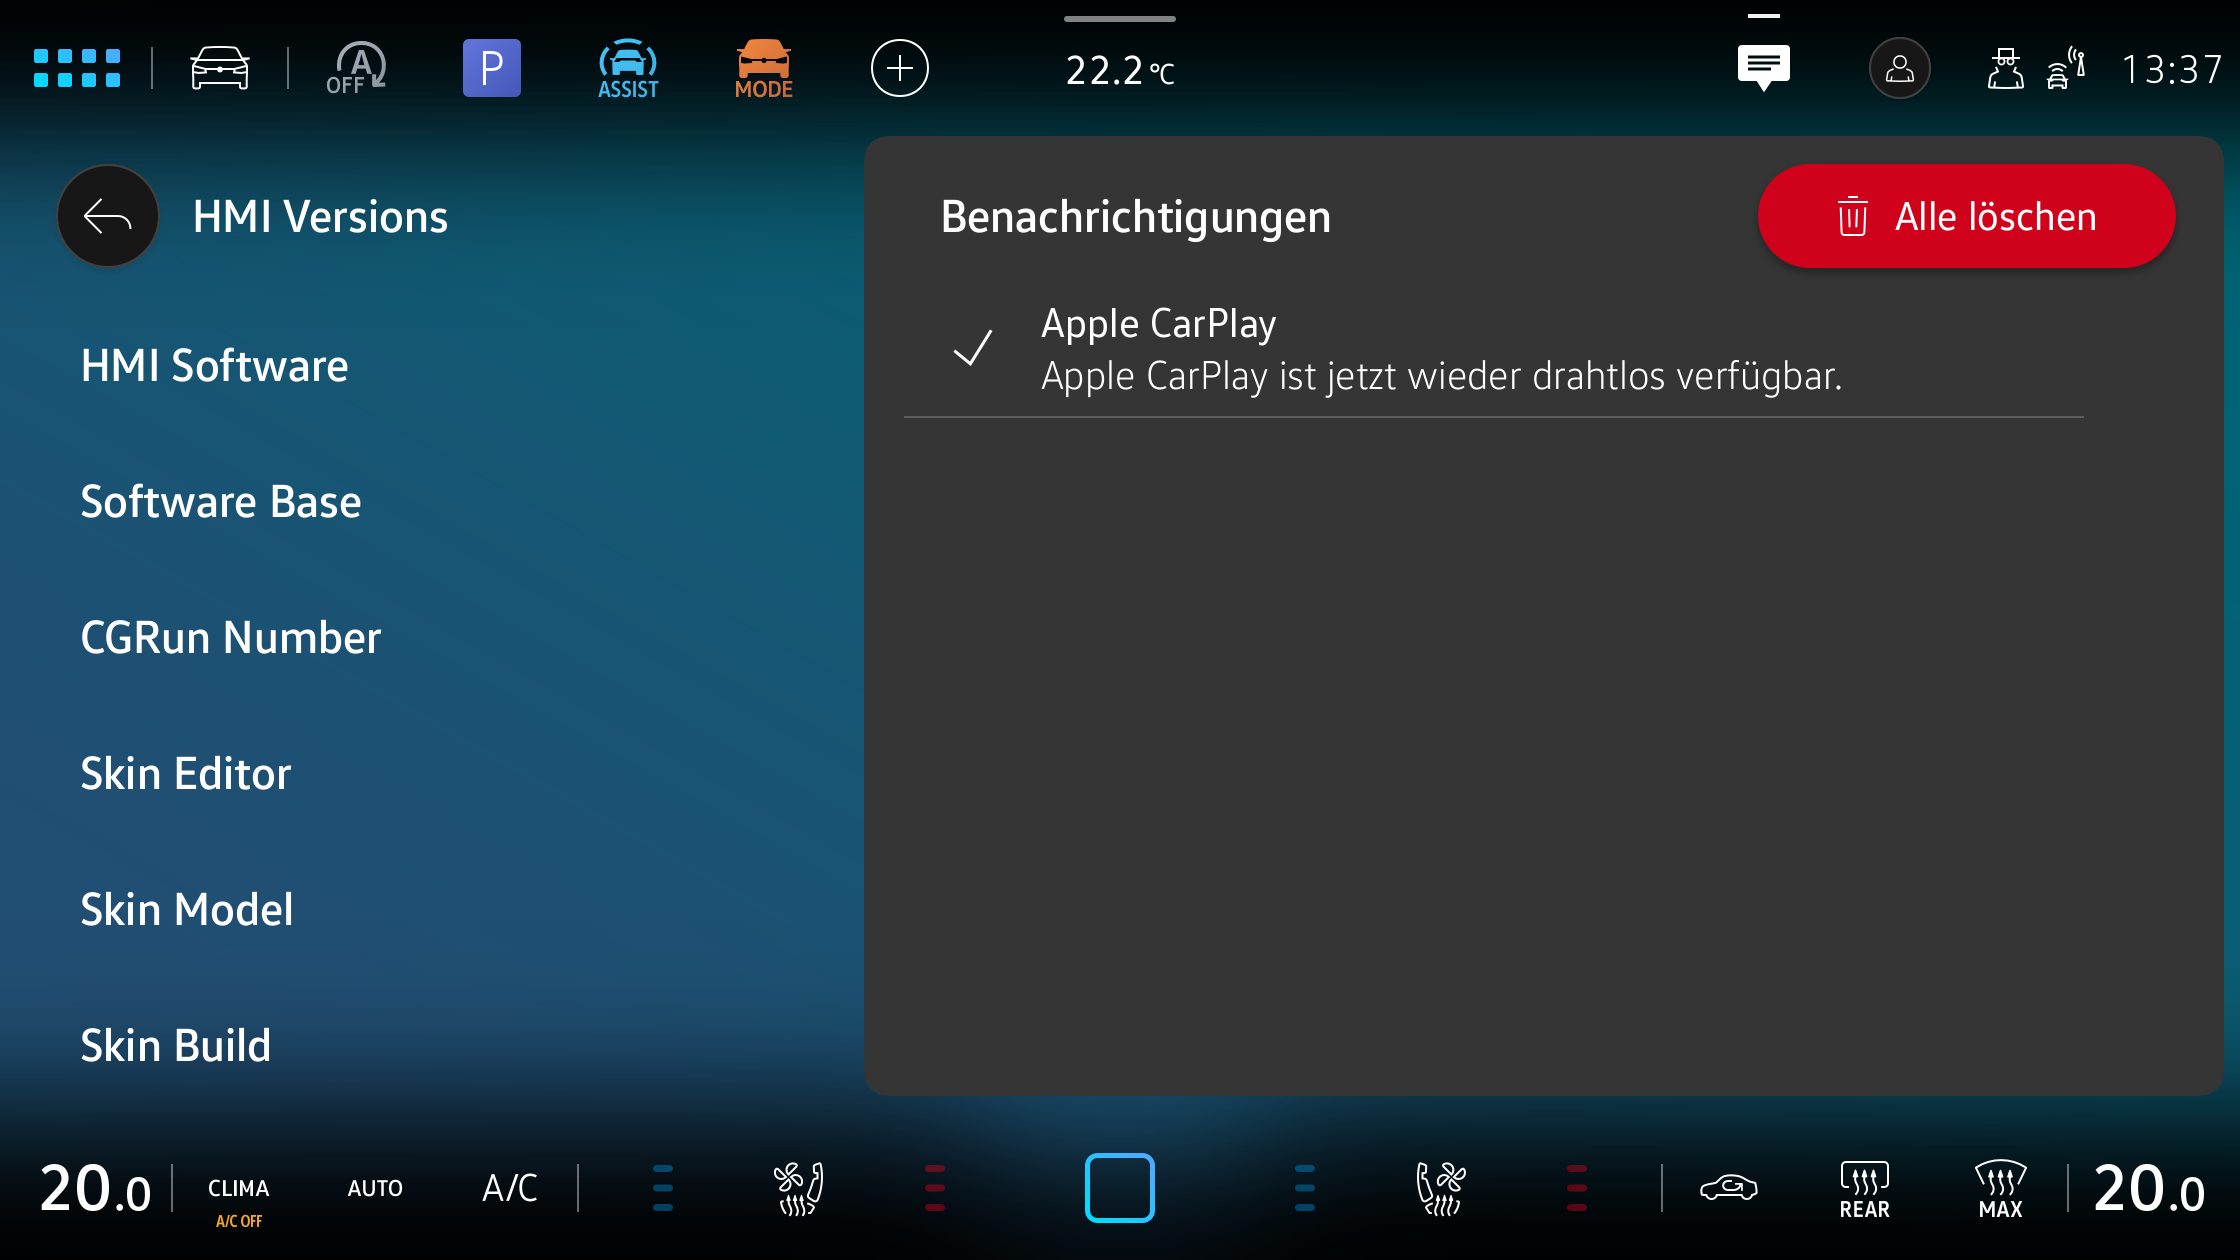 A
OFF
P
ASSIST
MODE
22.2 °C
13:37
HMI Versions
HMI Software
Software Base
CGRun Number
Skin Editor
Skin Model
Skin Build
Benachrichtigungen
Alle löschen
Apple CarPlay
Apple CarPlay ist jetzt wieder drahtlos verfügbar.
20.0
CLIMA
A/C OFF
AUTO
A/C
REAR
MAX
20.0